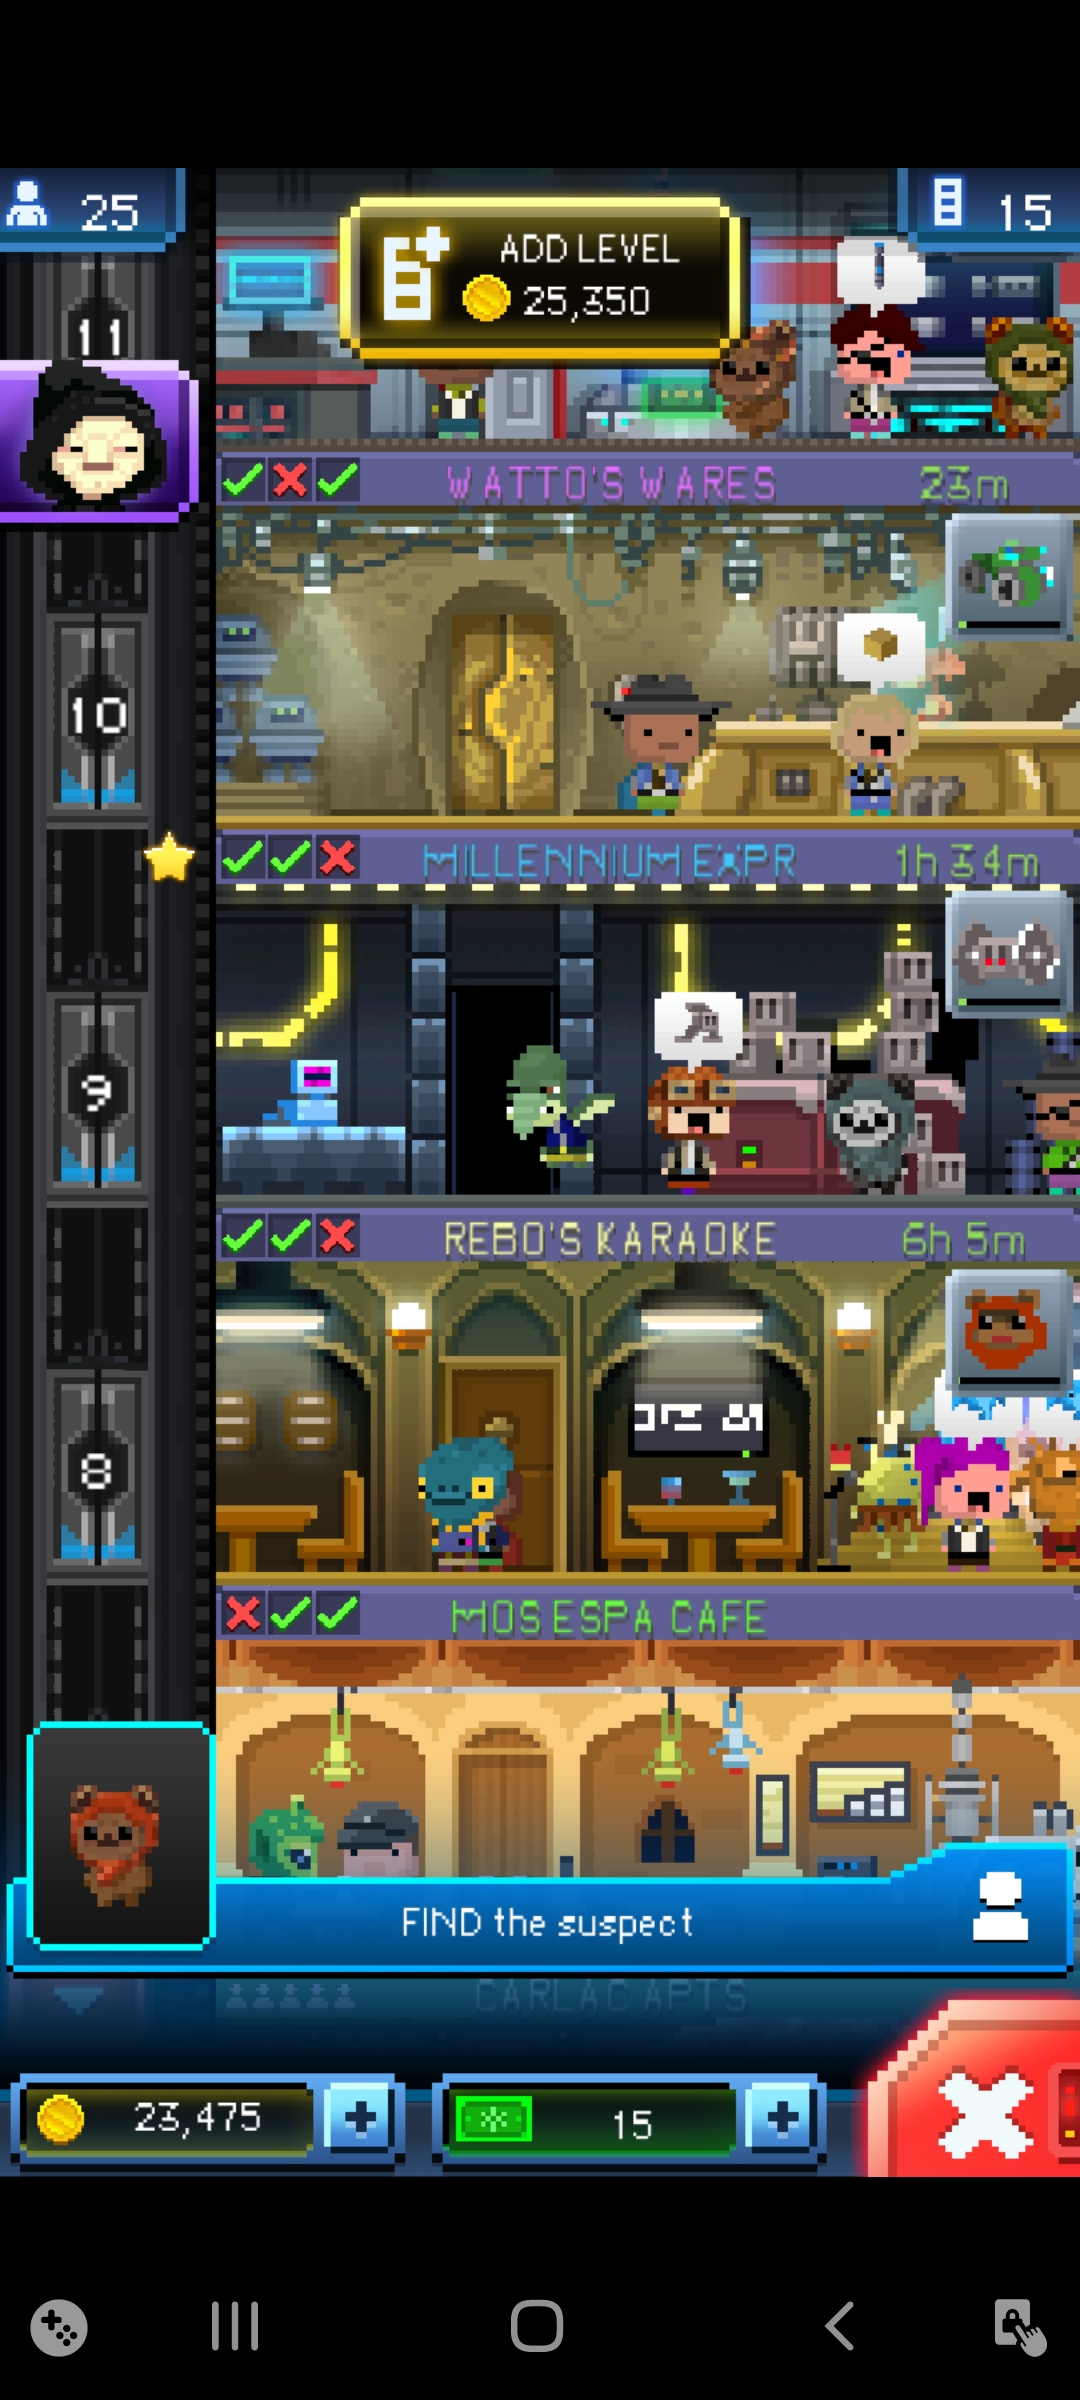 25
ADD LEVEL
25,350
15
11
WATTO'S WARES
23m
10
MILLENNIUM EXPR
1h 34m
9
REBO'S KARAOKE
6h 5m
8
MOS ESPA CAFE
FIND the suspect
CARLAC APTS
23,475
15